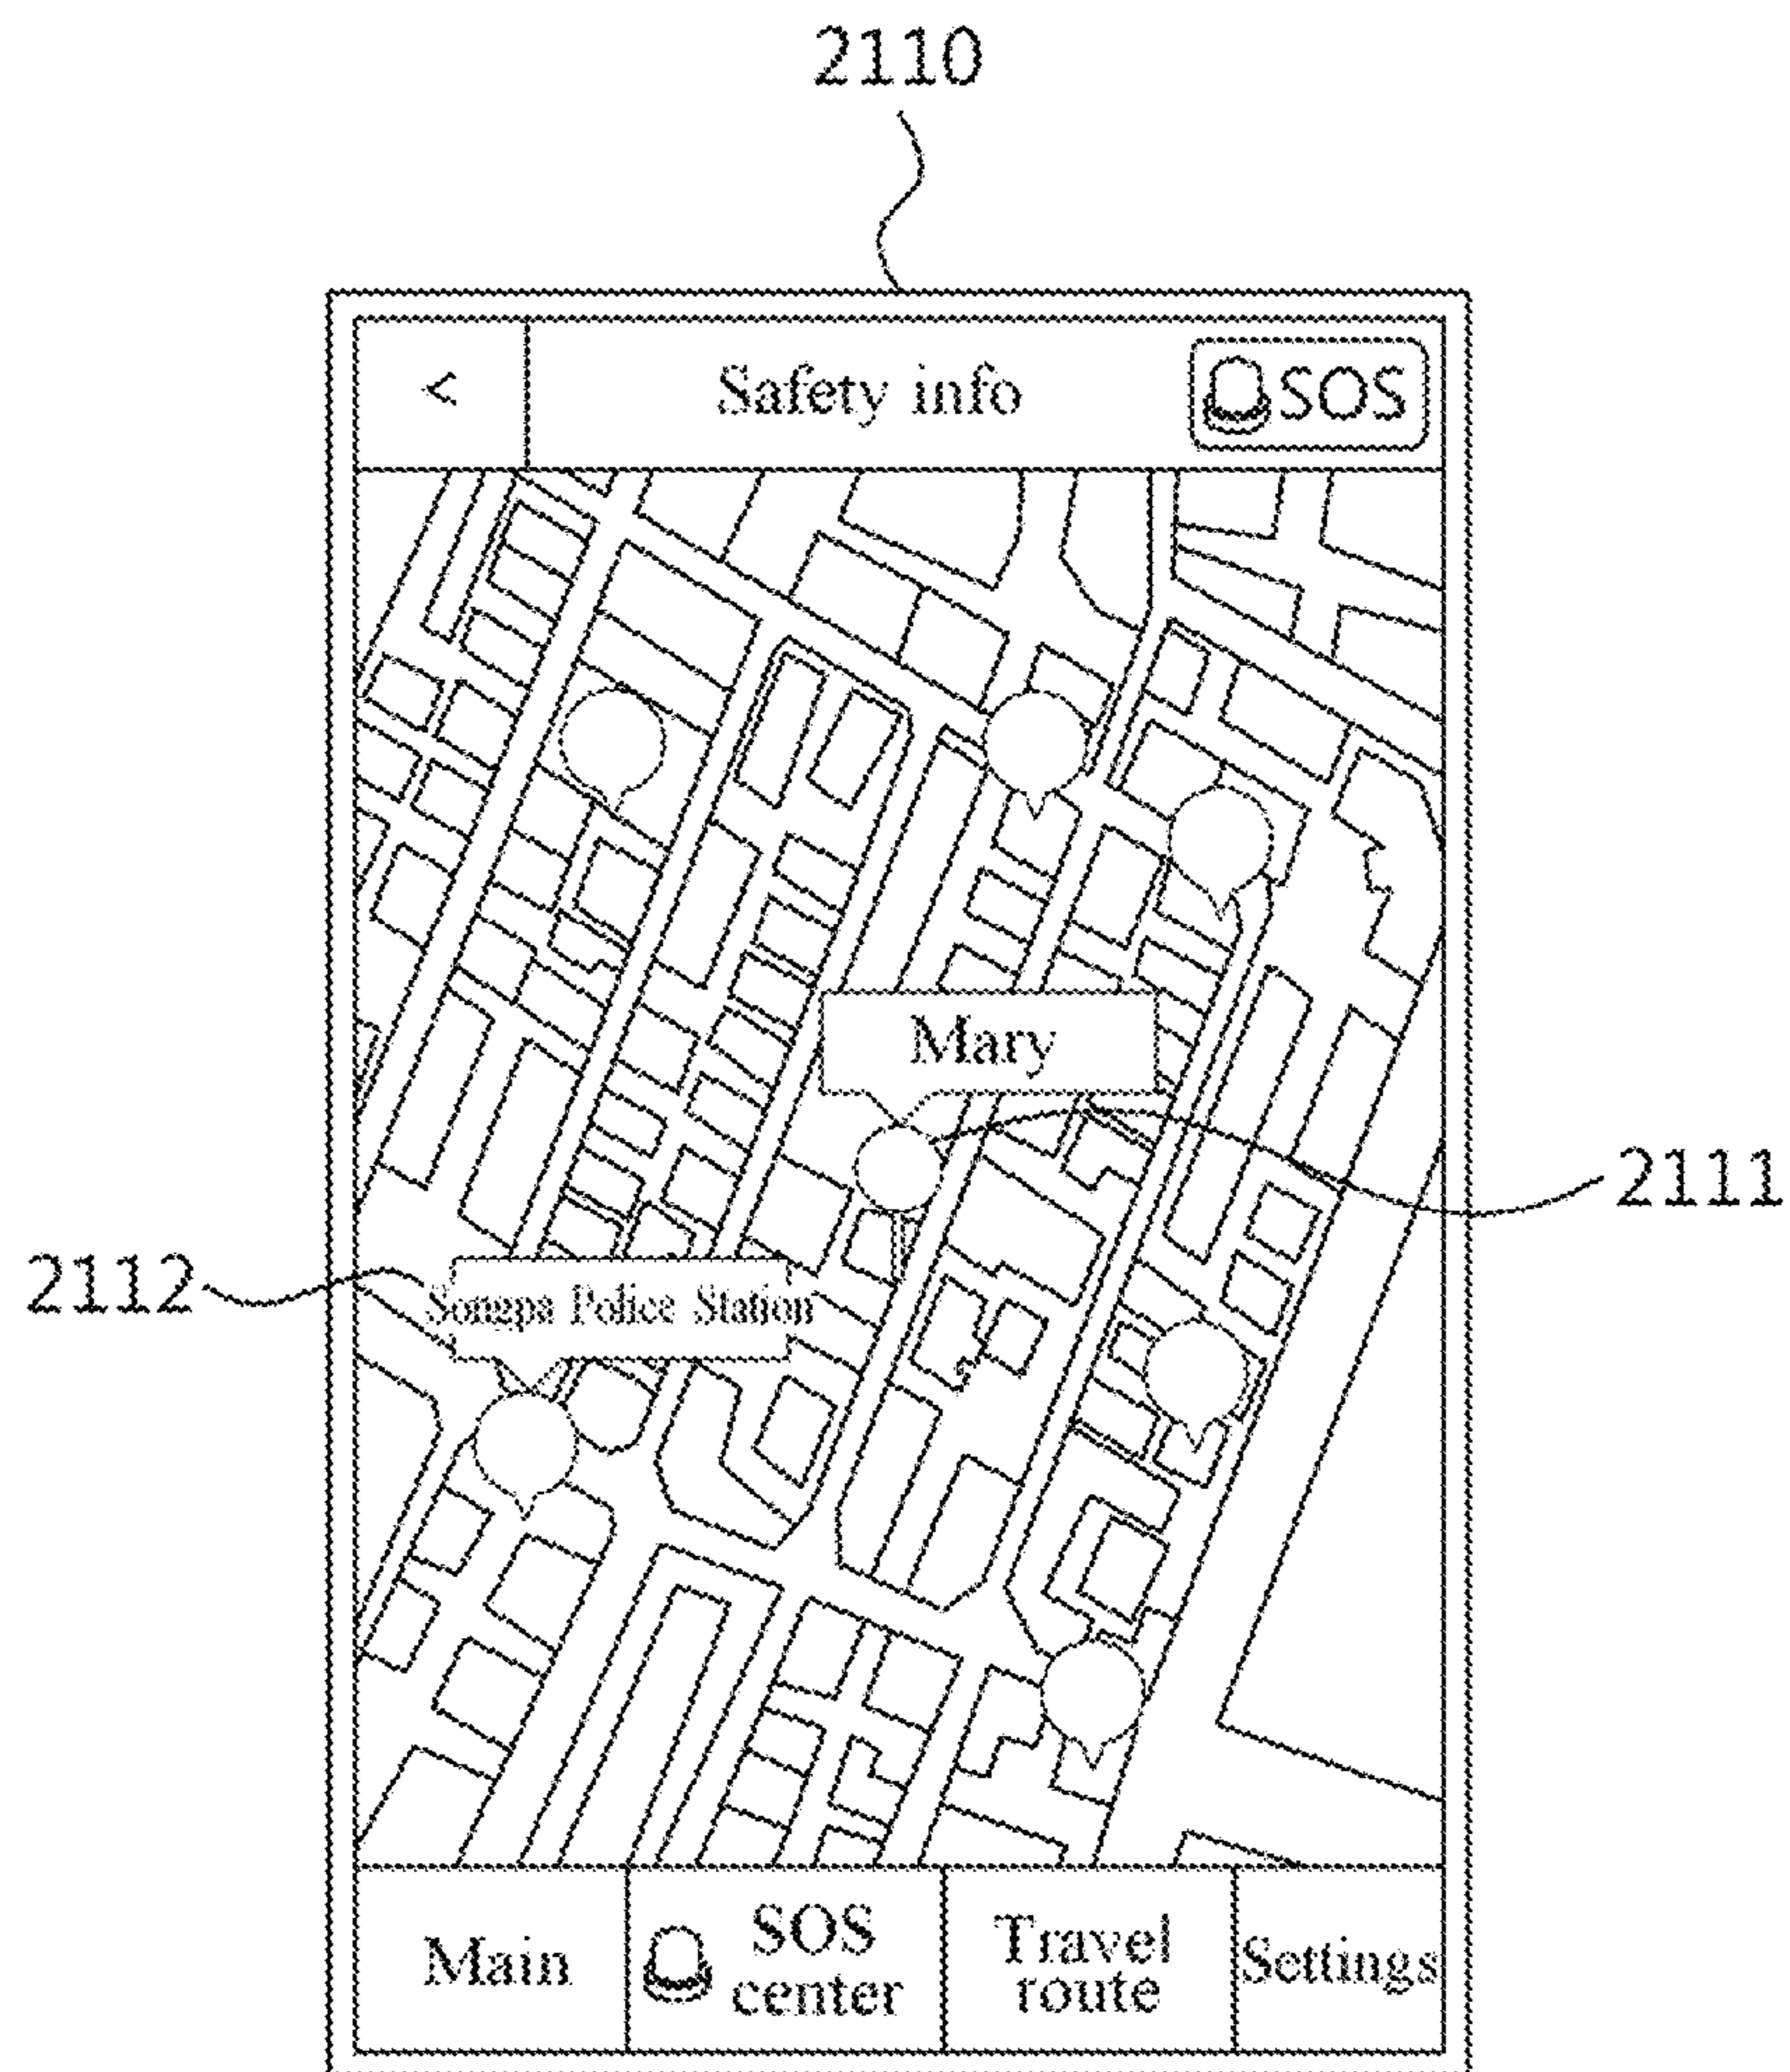 2110
< Safety info SOS
Mary
2111
2112
Songpa Police Station
Main
SOS
center
Travel
route
Settings